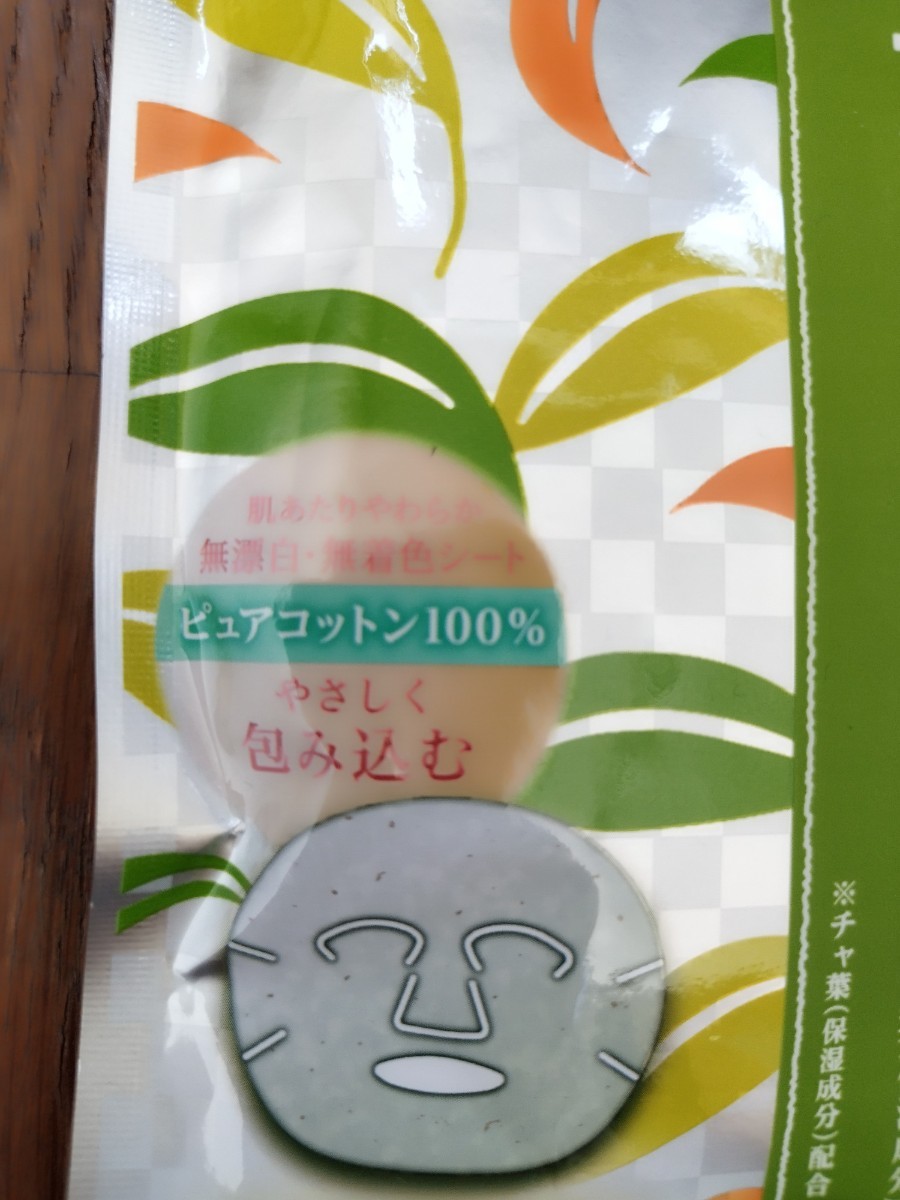 肌あたりやわらか
無漂白・無着色シート
ピュアコットン100%
やさしく
包み込む
※チャ葉(保湿成分)配合